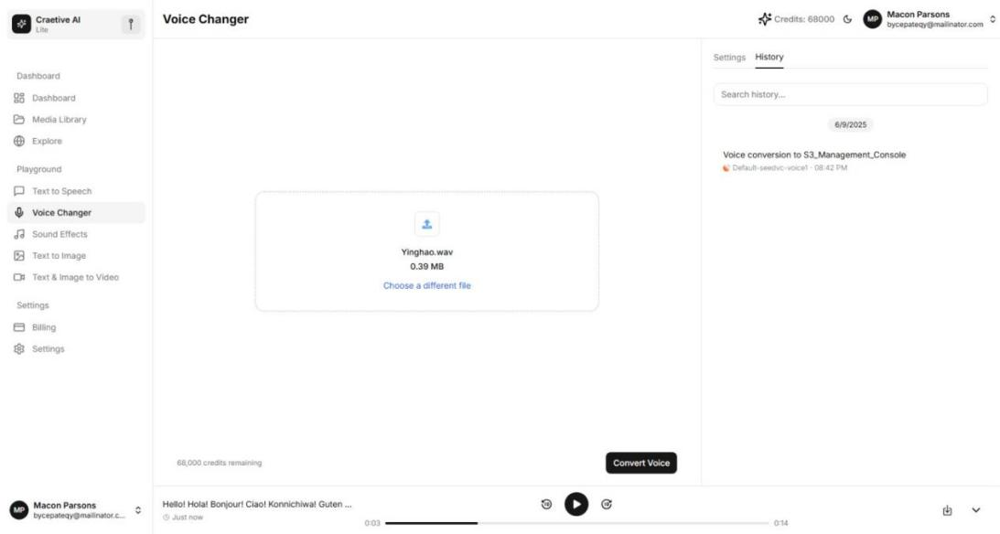 Craetive AI
Lite
Dashboard
Dashboard
Media Library
Explore
Playground
Text to Speech
Voice Changer
Sound Effects
Text to Image
Text & Image to Video
Settings
Billing
Settings
MP
Macon Parsons
bycepateqy@mailinator.c...
Voice Changer
Credits: 68000
MP
Macon Parsons
bycepateqy@mailinator.com
Yinghao.wav
0.39 MB
Choose a different file
68,000 credits remaining
Convert Voice
Settings History
Search history...
6/9/2025
Voice conversion to S3_Management_Console
Default-seedvc-voice1 · 08:42 PM
Hello! Hola! Bonjour! Ciao! Konnichiwa! Guten ...
Just now
10
10
0:03
0:14